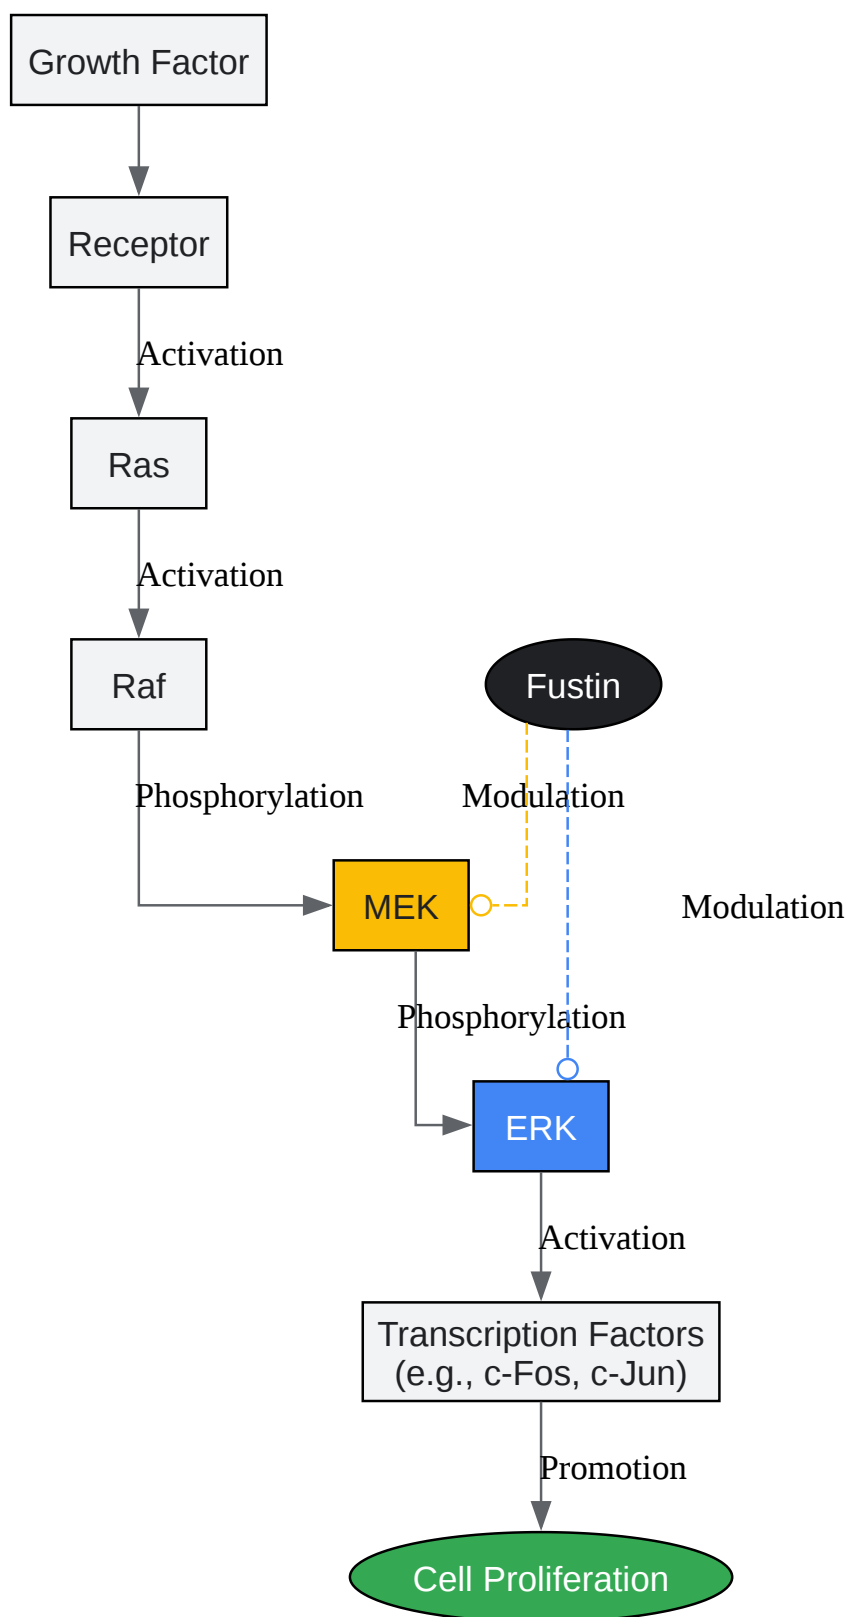 Growth Factor
Receptor
Activation
Ras
Activation
Raf
Fustin
Phosphorylation
Modulation
MEK
Modulation
Phosphorylation
ERK
Activation
Transcription Factors
(e.g., c-Fos, c-Jun)
Promotion
Cell Proliferation